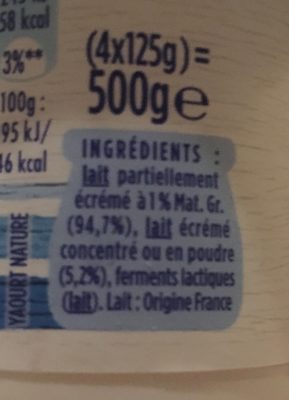 58 kcal
3%**
100g :
95 kJ/
46 kcal
YAOURT NATURE
(4x125g) =
500g e
INGRÉDIENTS :
lait partiellement
écrémé à 1% Mat. Gr.
(94,7%), lait écrémé
concentré ou en poudre
(5,2%), ferments lactiques
(lait). Lait : Origine France